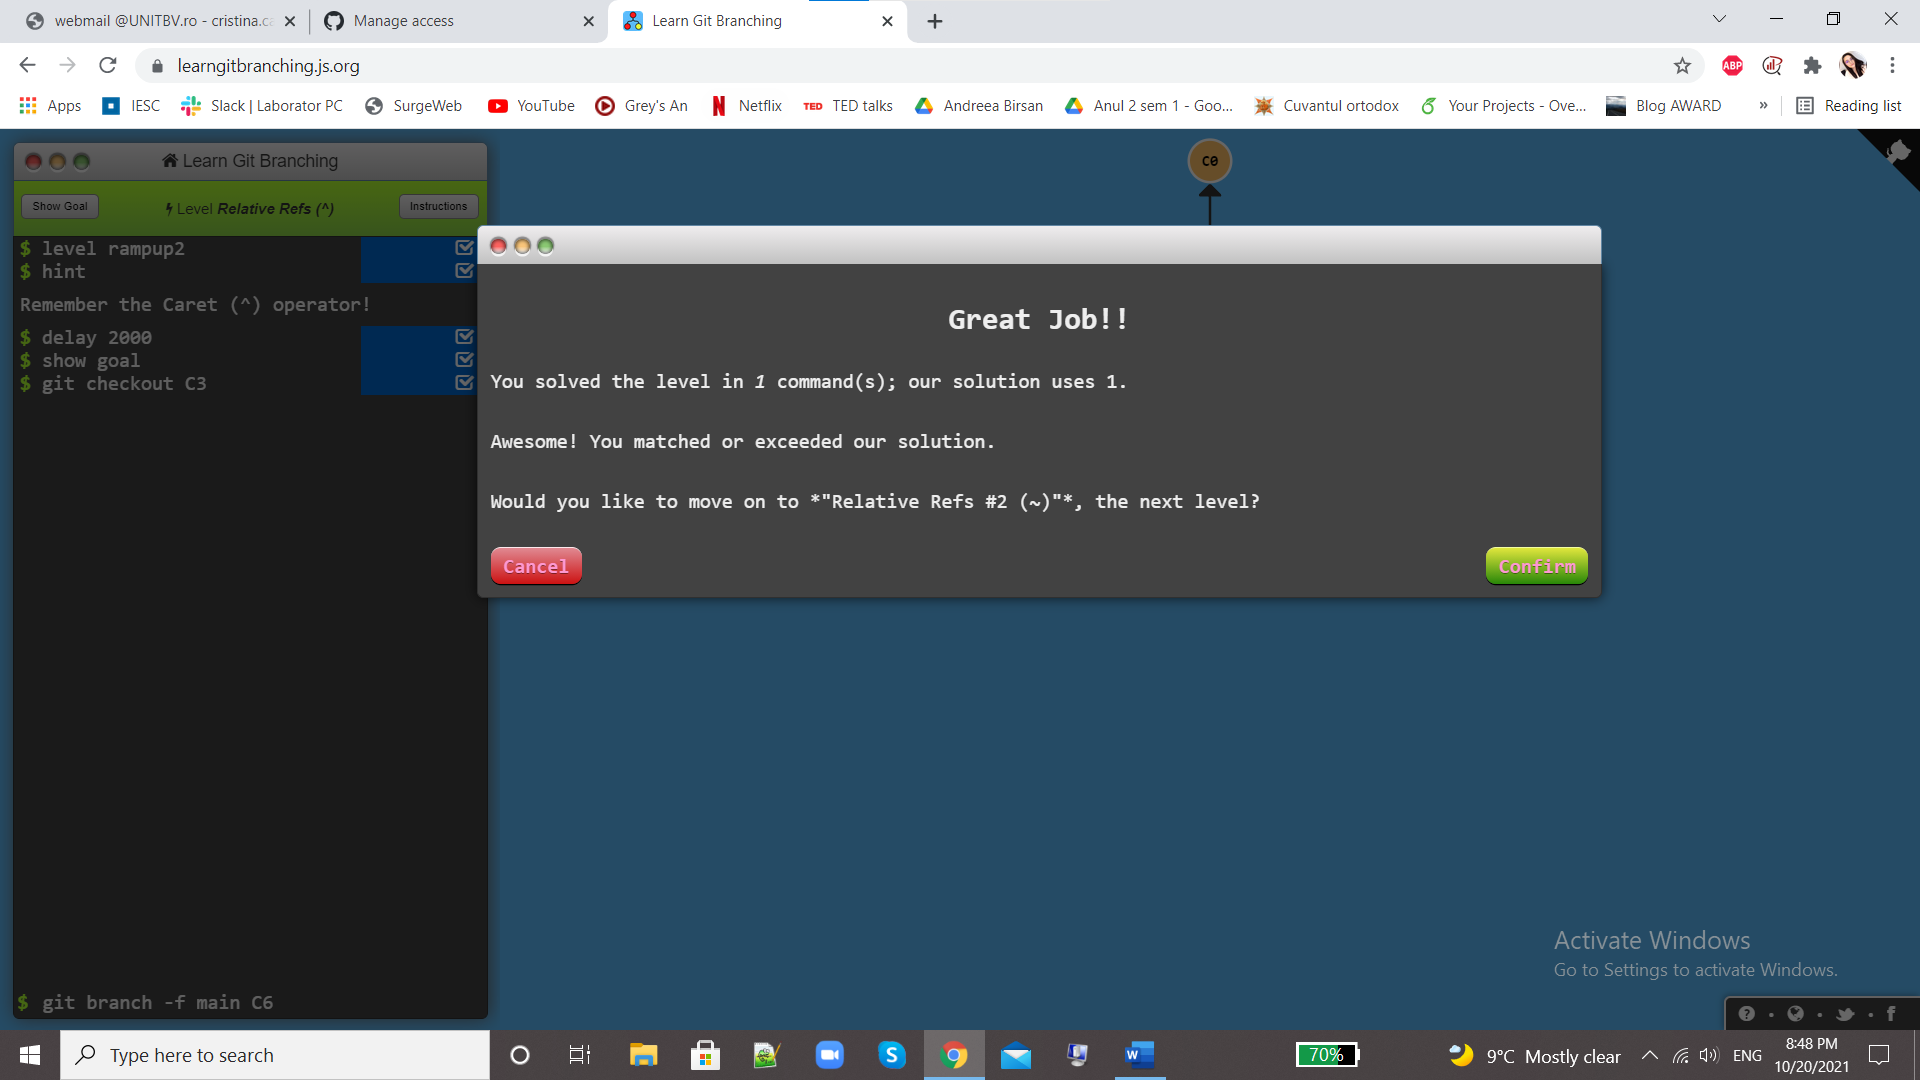 webmail @UNITBV.ro - cristina.ca
Manage access
Learn Git Branching
learngitbranching.js.org
ABP
Apps
IESC
Slack | Laborator PC
SurgeWeb
YouTube
Grey's An
Netflix
TED TED talks
Andreea Birsan
Anul 2 sem 1 - Goo...
Cuvantul ortodox
Your Projects - Ove...
Blog AWARD
»
Reading list
Learn Git Branching
Show Goal
Level Relative Refs (^)
Instructions
$ level rampup2
$ hint
Remember the Caret (^) operator!
$ delay 2000
$ show goal
$ git checkout C3
$ git branch -f main C6
C0
Great Job!!
You solved the level in 1 command(s); our solution uses 1.
Awesome! You matched or exceeded our solution.
Would you like to move on to *"Relative Refs #2 (~)"*, the next level?
Cancel
Confirm
Activate Windows
Go to Settings to activate Windows.
Type here to search
70%
9°C Mostly clear
ENG
8:48 PM
10/20/2021